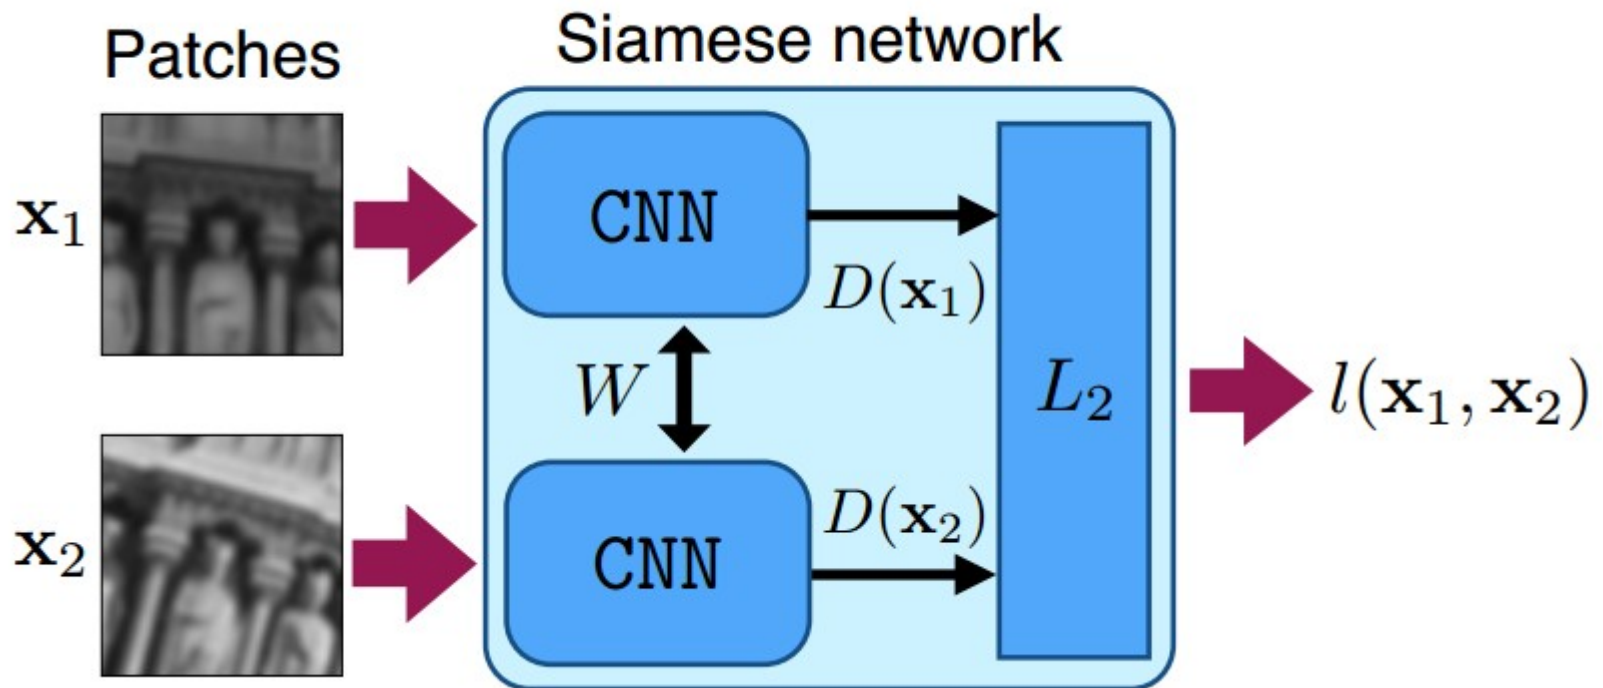 Patches
Siamese network
x₁
CNN
D(x₁)
W
L₂
l(x₁, x₂)
x₂
CNN
D(x₂)